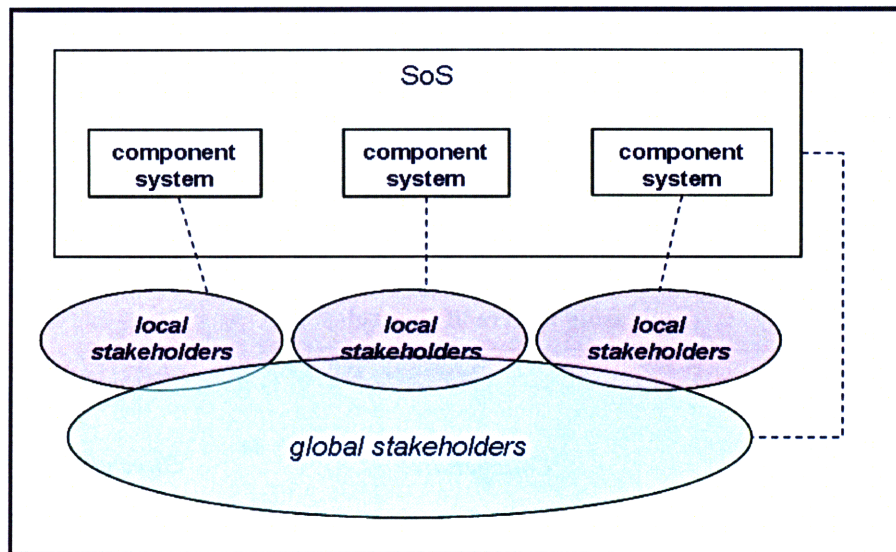 SoS
component
system
component
system
component
system
local
stakeholders
local
stakeholders
local
stakeholders
global stakeholders